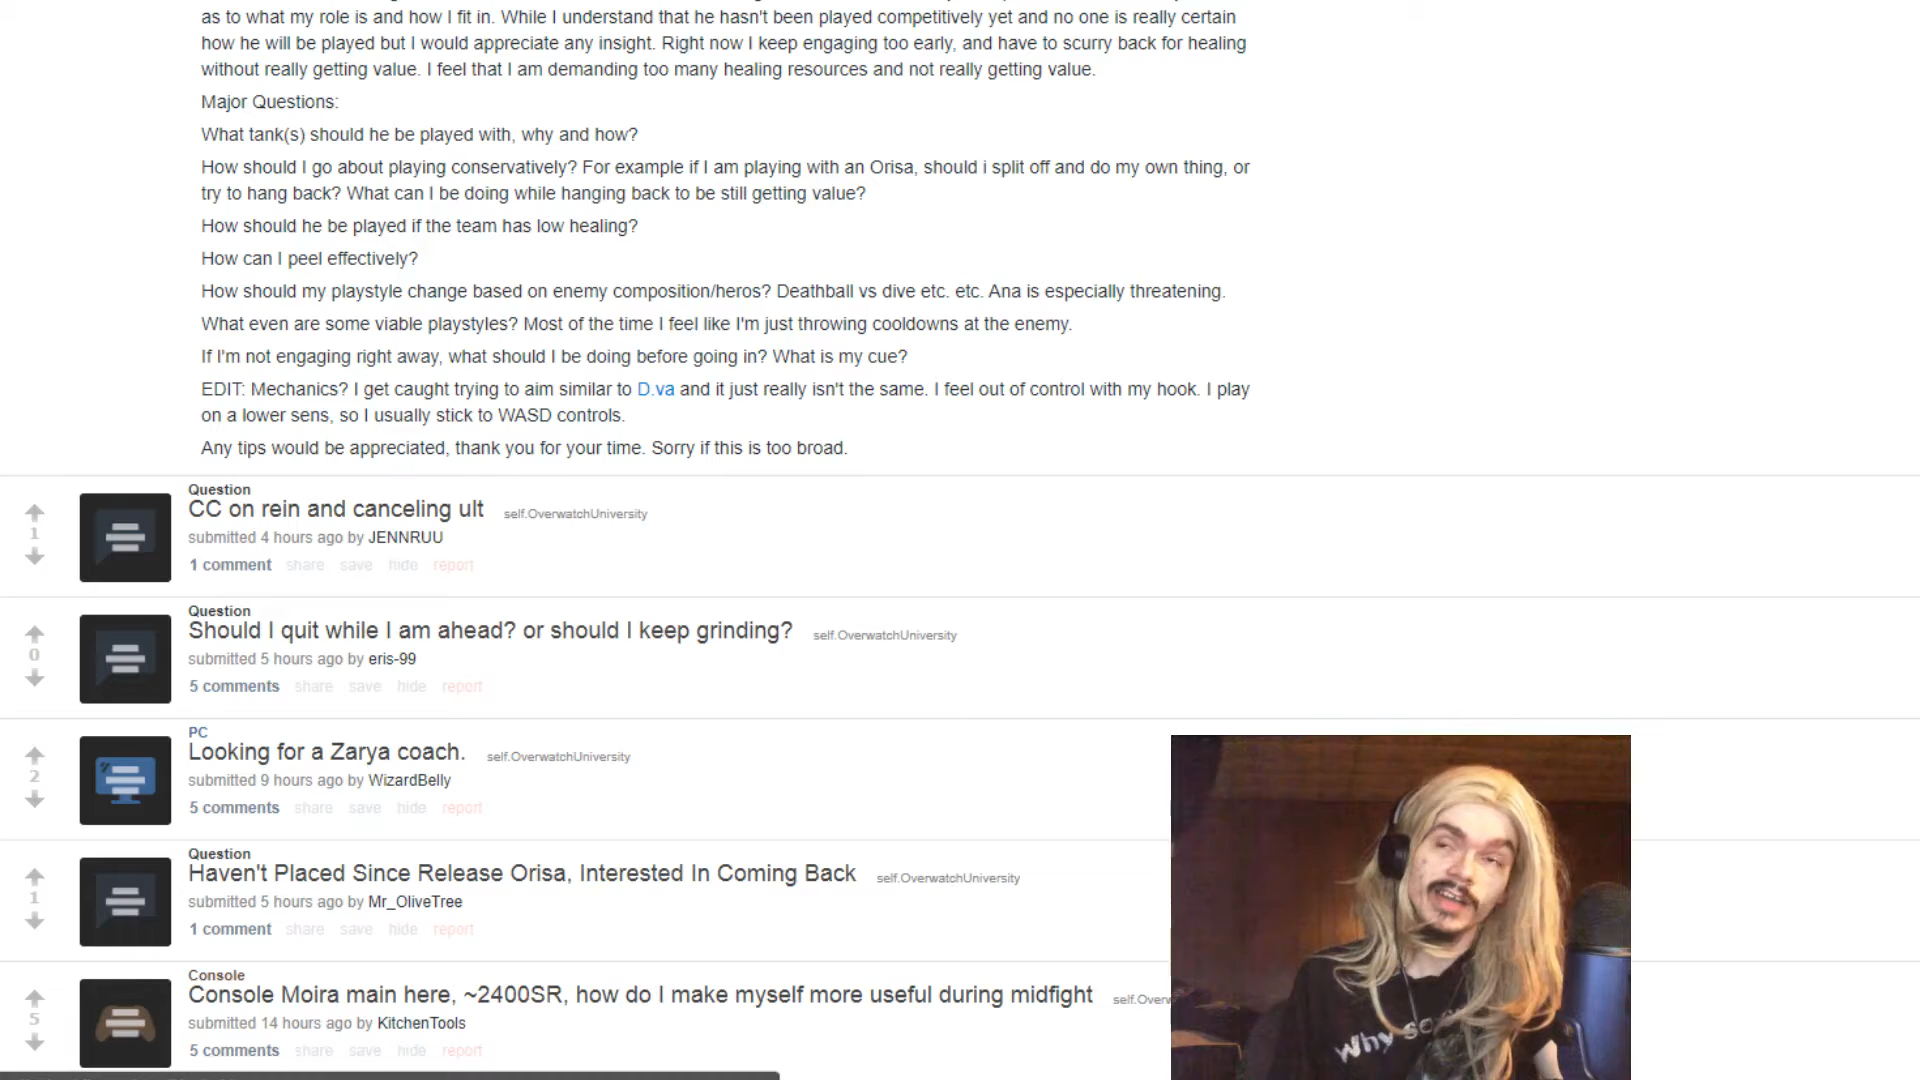 as to what my role is and how I fit in. While I understand that he hasn't been played competitively yet and no one is really certain
how he will be played but I would appreciate any insight. Right now I keep engaging too early, and have to scurry back for healing
without really getting value. I feel that I am demanding too many healing resources and not really getting value.
Major Questions:
What tank(s) should he be played with, why and how?
How should I go about playing conservatively? For example if I am playing with an Orisa, should i split off and do my own thing, or
try to hang back? What can I be doing while hanging back to be still getting value?
How should he be played if the team has low healing?
How can I peel effectively?
How should my playstyle change based on enemy composition/heros? Deathball vs dive etc. etc. Ana is especially threatening.
What even are some viable playstyles? Most of the time I feel like I'm just throwing cooldowns at the enemy.
If I'm not engaging right away, what should I be doing before going in? What is my cue?
EDIT: Mechanics? I get caught trying to aim similar to D.va and it just really isn't the same. I feel out of control with my hook. I play
on a lower sens, so I usually stick to WASD controls.
Any tips would be appreciated, thank you for your time. Sorry if this is too broad.
Question
CC on rein and canceling ult self.OverwatchUniversity
1
submitted 4 hours ago by JENNRUU
1 comment share save hide report
Question
Should I quit while I am ahead? or should I keep grinding? self.OverwatchUniversity
0
submitted 5 hours ago by eris-99
5 comments share save hide report
PC
Looking for a Zarya coach. self.OverwatchUniversity
2
submitted 9 hours ago by WizardBelly
5 comments share save hide report
Question
Haven't Placed Since Release Orisa, Interested In Coming Back self.OverwatchUniversity
1
submitted 5 hours ago by Mr_OliveTree
1 comment share save hide report
Console
Console Moira main here, ~2400SR, how do I make myself more useful during midfight self.Overw
5
submitted 14 hours ago by KitchenTools
5 comments share save hide report
Why